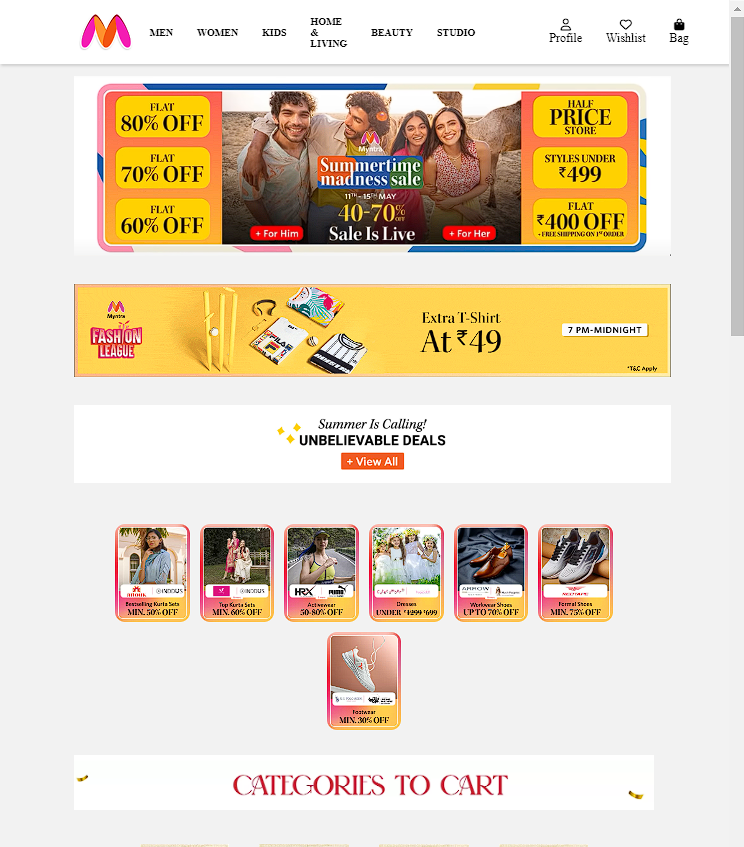 MEN
WOMEN
KIDS
HOME
&
LIVING
BEAUTY
STUDIO
Profile
Wishlist
Bag
FLAT
80% OFF
FLAT
70% OFF
FLAT
60% OFF
Myntra
Summertime
madness sale
11TH - 15TH MAY
40-70% OFF
Sale Is Live
+ For Him
+ For Her
HALF
PRICE
STORE
STYLES UNDER
₹499
FLAT
₹400 OFF
+ FREE SHIPPING ON 1ST ORDER
Myntra
FASHION
LEAGUE
FILA
Extra T-Shirt
At ₹49
7 PM-MIDNIGHT
*T&C Apply
Summer Is Calling!
UNBELIEVABLE DEALS
+ View All
INDDUS
Bestselling Kurta Sets
MIN. 50% OFF
INDDUS
Top Kurta Sets
MIN. 60% OFF
HRX
PUMA
Activewear
50-80% OFF
Dresses
UNDER ₹1299 ₹699
ARROW
Workwear Shoes
UP TO 70% OFF
Formal Shoes
MIN. 75% OFF
Footwear
MIN. 30% OFF
CATEGORIES TO CART